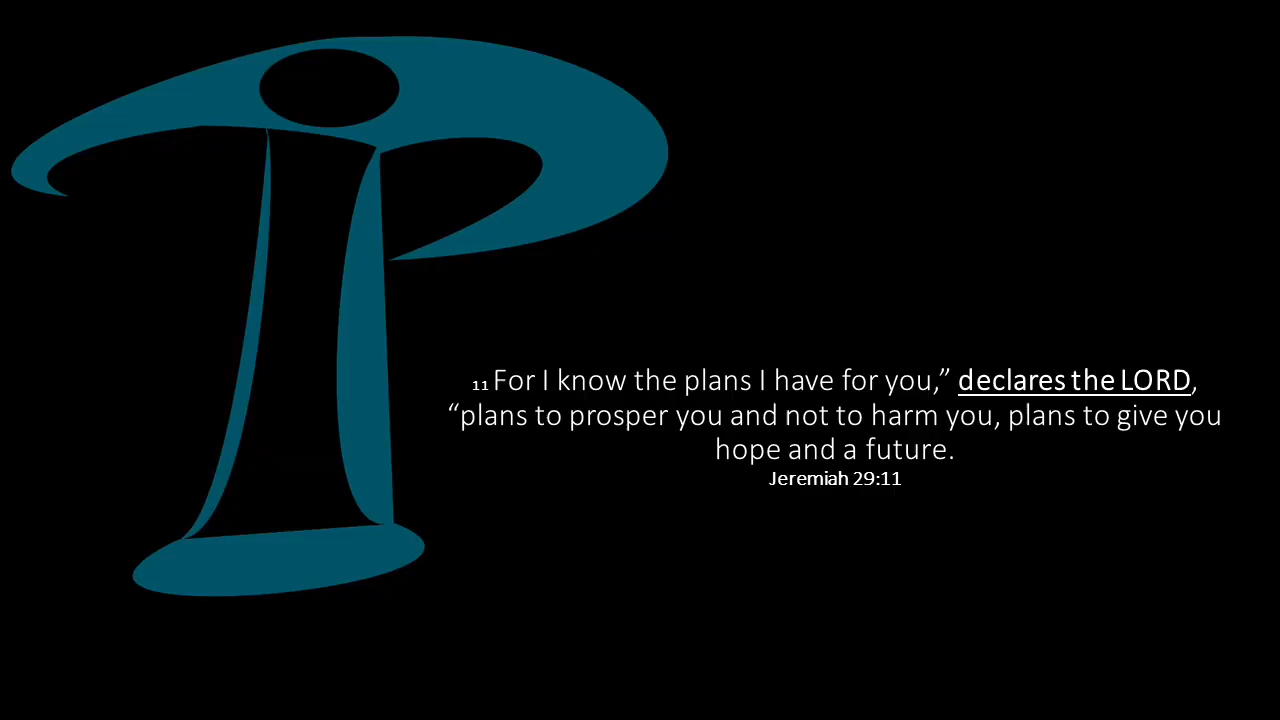 11 For I know the plans I have for you,” declares the LORD,
“plans to prosper you and not to harm you, plans to give you
hope and a future.
Jeremiah 29:11